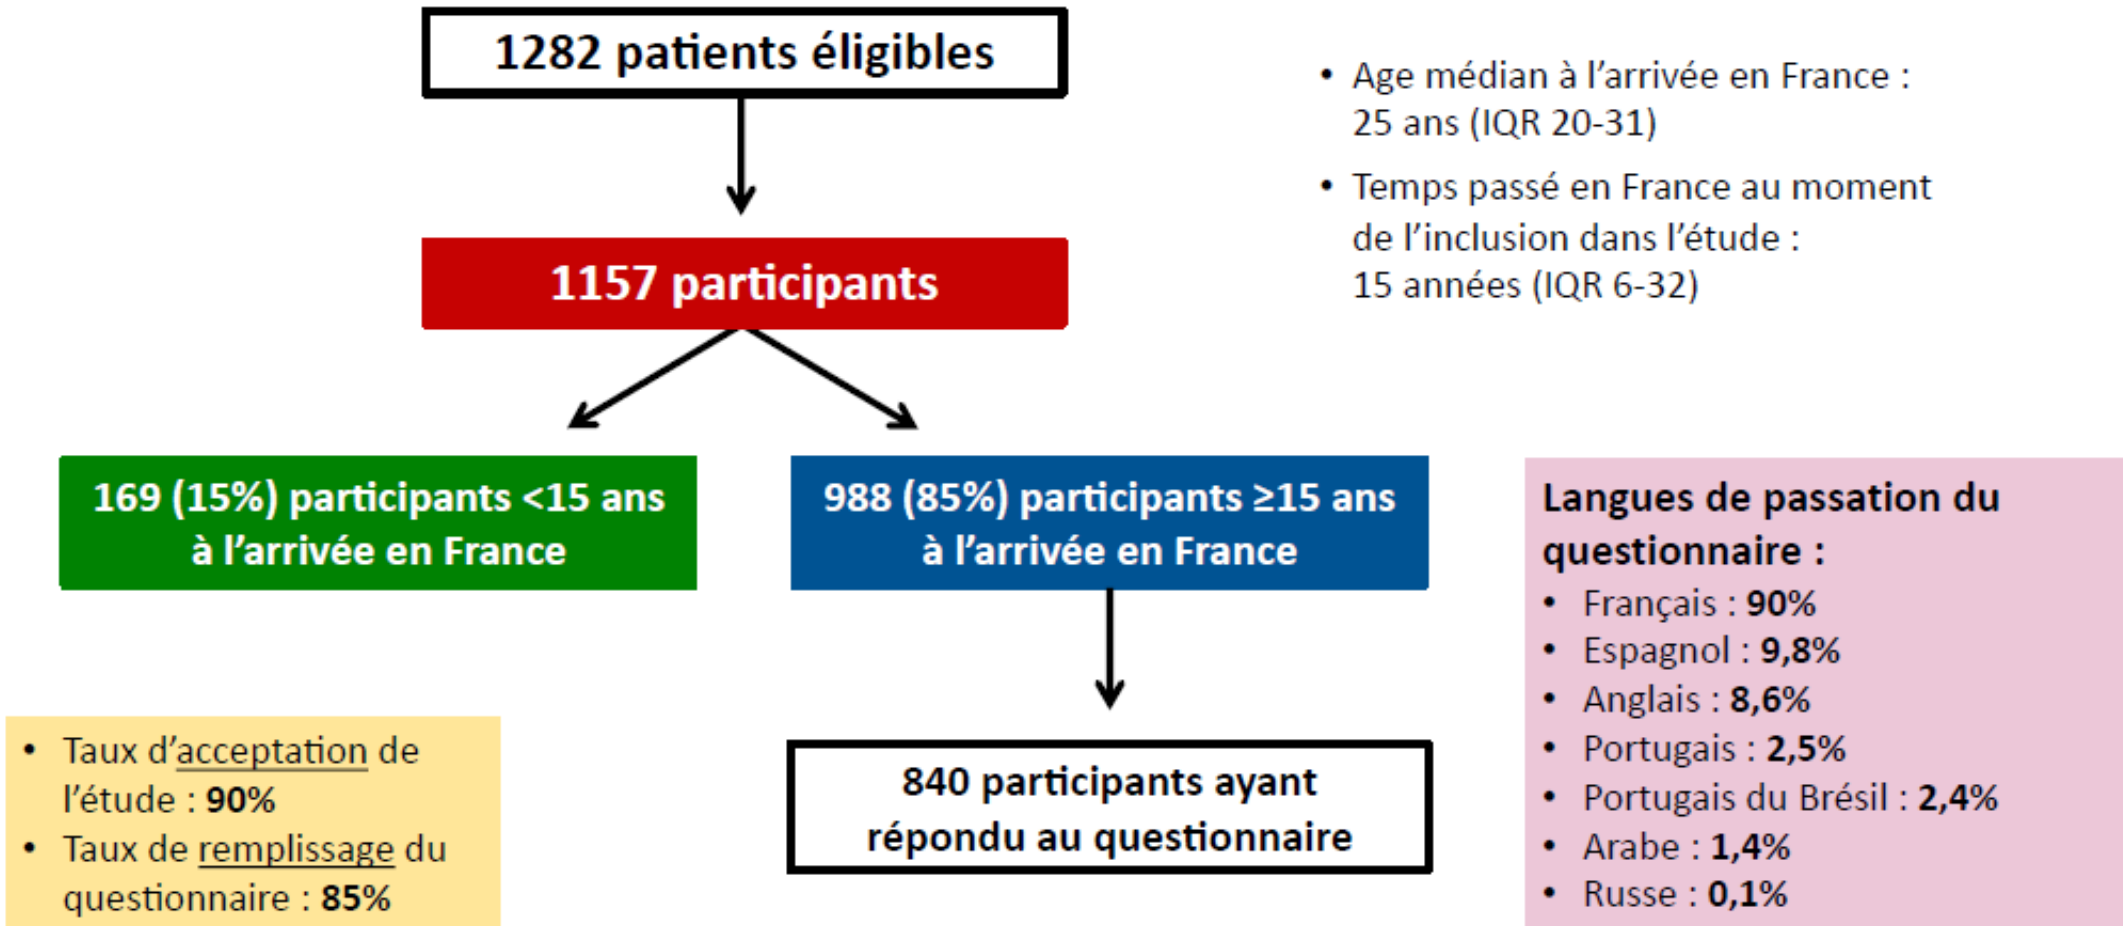 1282 patients éligibles
• Age médian à l’arrivée en France :
25 ans (IQR 20-31)
• Temps passé en France au moment
de l’inclusion dans l’étude :
15 années (IQR 6-32)
1157 participants
169 (15%) participants <15 ans
à l’arrivée en France
988 (85%) participants ≥15 ans
à l’arrivée en France
840 participants ayant
répondu au questionnaire
• Taux d’acceptation de
l’étude : 90%
• Taux de remplissage du
questionnaire : 85%
Langues de passation du
questionnaire :
• Français : 90%
• Espagnol : 9,8%
• Anglais : 8,6%
• Portugais : 2,5%
• Portugais du Brésil : 2,4%
• Arabe : 1,4%
• Russe : 0,1%